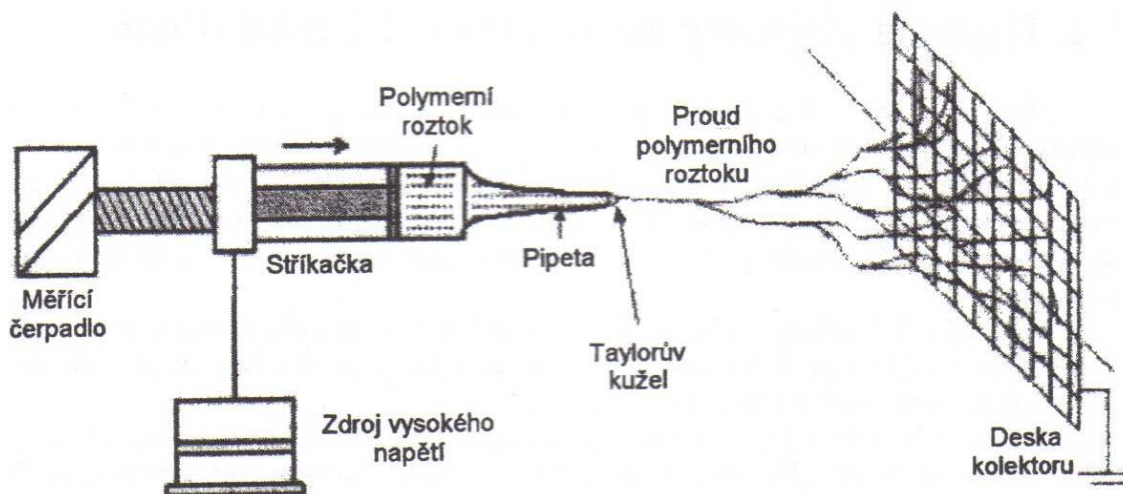 Polymerní
roztok
Proud
polymerního
roztoku
Stříkačka
Pipeta
Měřící
čerpadlo
Taylorův
kužel
Zdroj vysokého
napětí
Deska
kolektoru